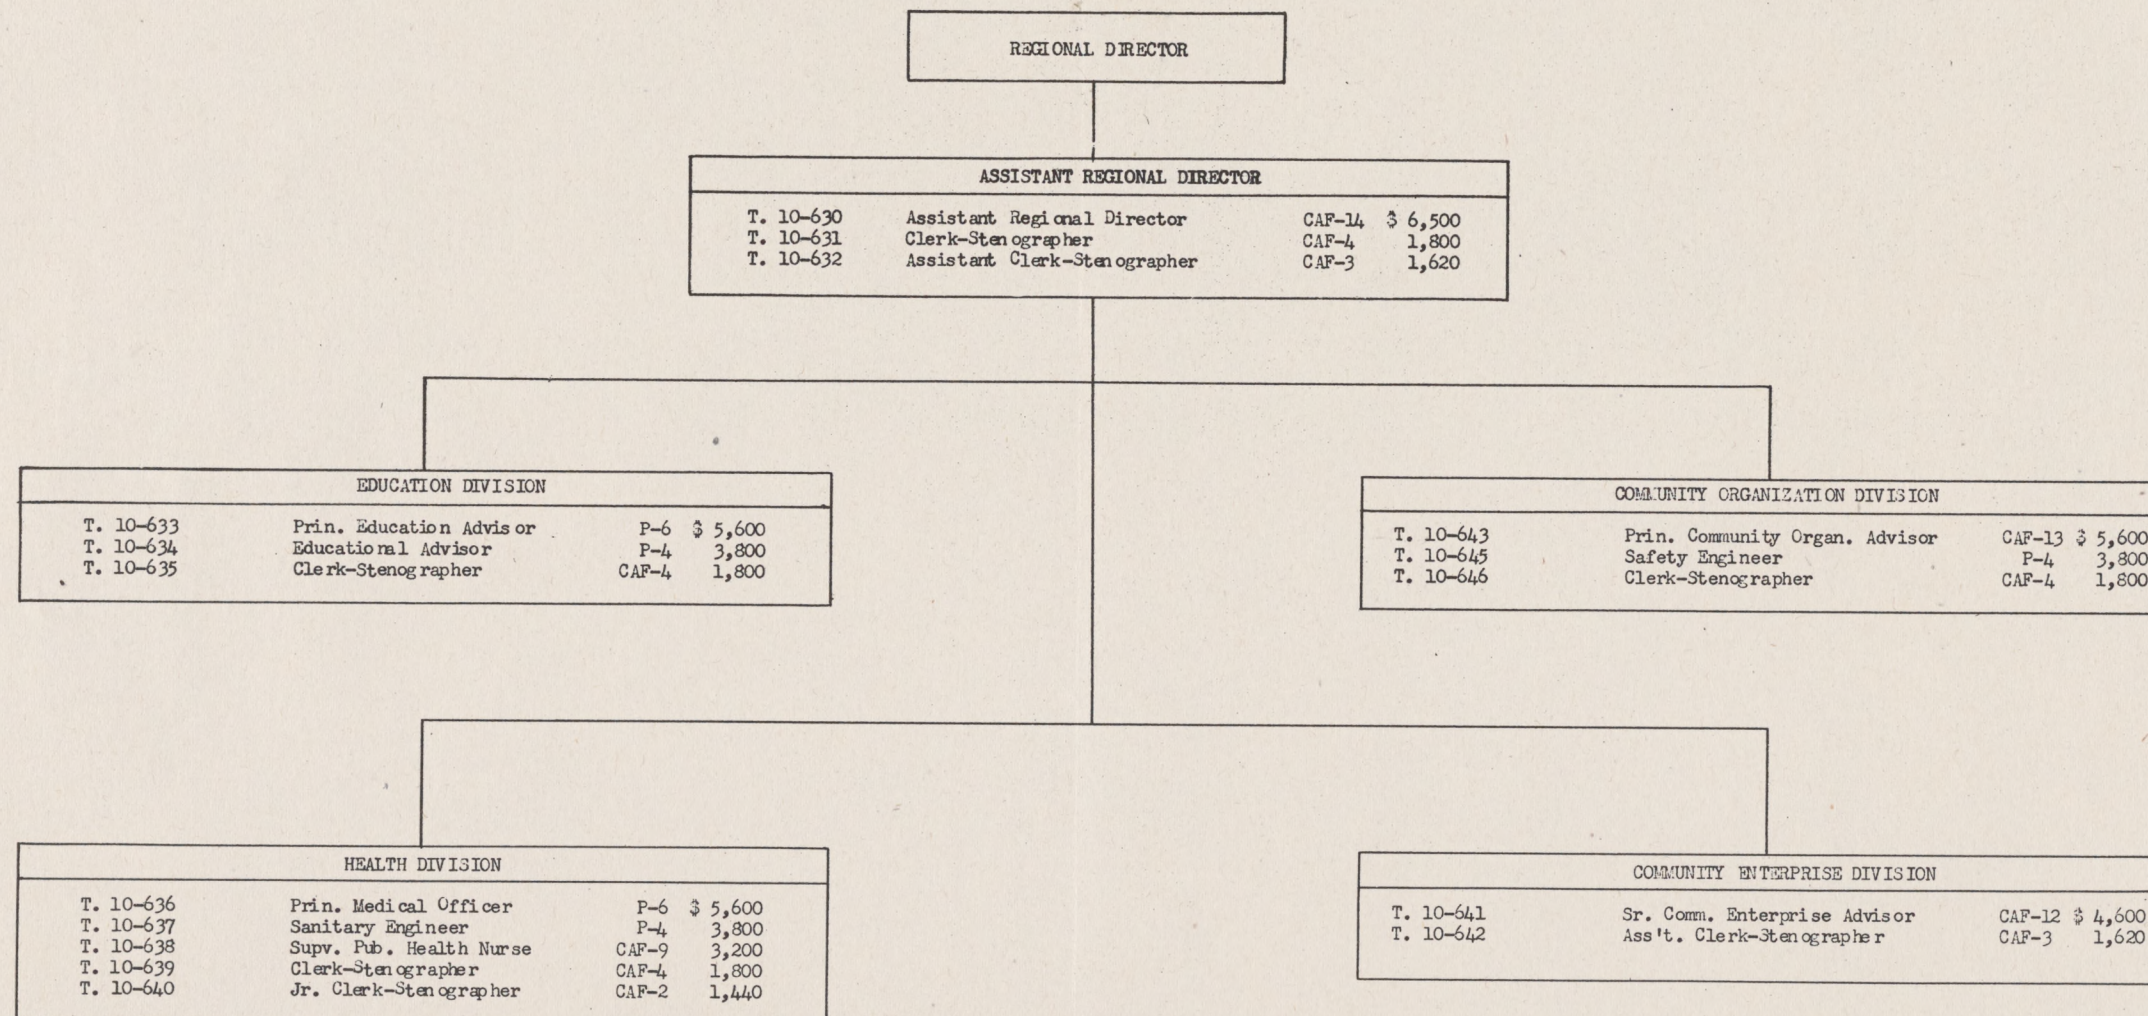 REGIONAL DIRECTOR
ASSISTANT REGIONAL DIRECTOR
T. 10-630 Assistant Regional Director CAF-14 $ 6,500
T. 10-631 Clerk-Stenographer CAF-4 1,800
T. 10-632 Assistant Clerk-Stenographer CAF-3 1,620
EDUCATION DIVISION
T. 10-633 Prin. Education Advisor P-6 $ 5,600
T. 10-634 Educational Advisor P-4 3,800
T. 10-635 Clerk-Stenographer CAF-4 1,800
COMMUNITY ORGANIZATION DIVISION
T. 10-643 Prin. Community Organ. Advisor CAF-13 $ 5,600
T. 10-645 Safety Engineer P-4 3,800
T. 10-646 Clerk-Stenographer CAF-4 1,800
HEALTH DIVISION
T. 10-636 Prin. Medical Officer P-6 $ 5,600
T. 10-637 Sanitary Engineer P-4 3,800
T. 10-638 Supv. Pub. Health Nurse CAF-9 3,200
T. 10-639 Clerk-Stenographer CAF-4 1,800
T. 10-640 Jr. Clerk-Stenographer CAF-2 1,440
COMMUNITY ENTERPRISE DIVISION
T. 10-641 Sr. Comm. Enterprise Advisor CAF-12 $ 4,600
T. 10-642 Ass't. Clerk-Stenographer CAF-3 1,620